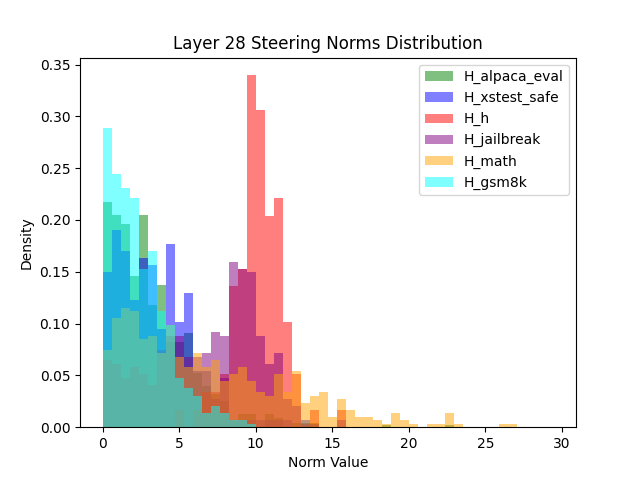 Layer 28 Steering Norms Distribution
0.35
0.30
0.25
0.20
0.15
0.10
0.05
0.00
Density
H_alpaca_eval
H_xstest_safe
H_h
H_jailbreak
H_math
H_gsm8k
0 5 10 15 20 25 30
Norm Value